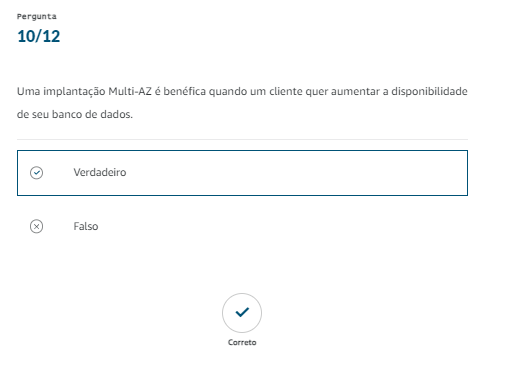 Pergunta
10/12
Uma implantação Multi-AZ é benéfica quando um cliente quer aumentar a disponibilidade
de seu banco de dados.
Verdadeiro
Falso
Correto